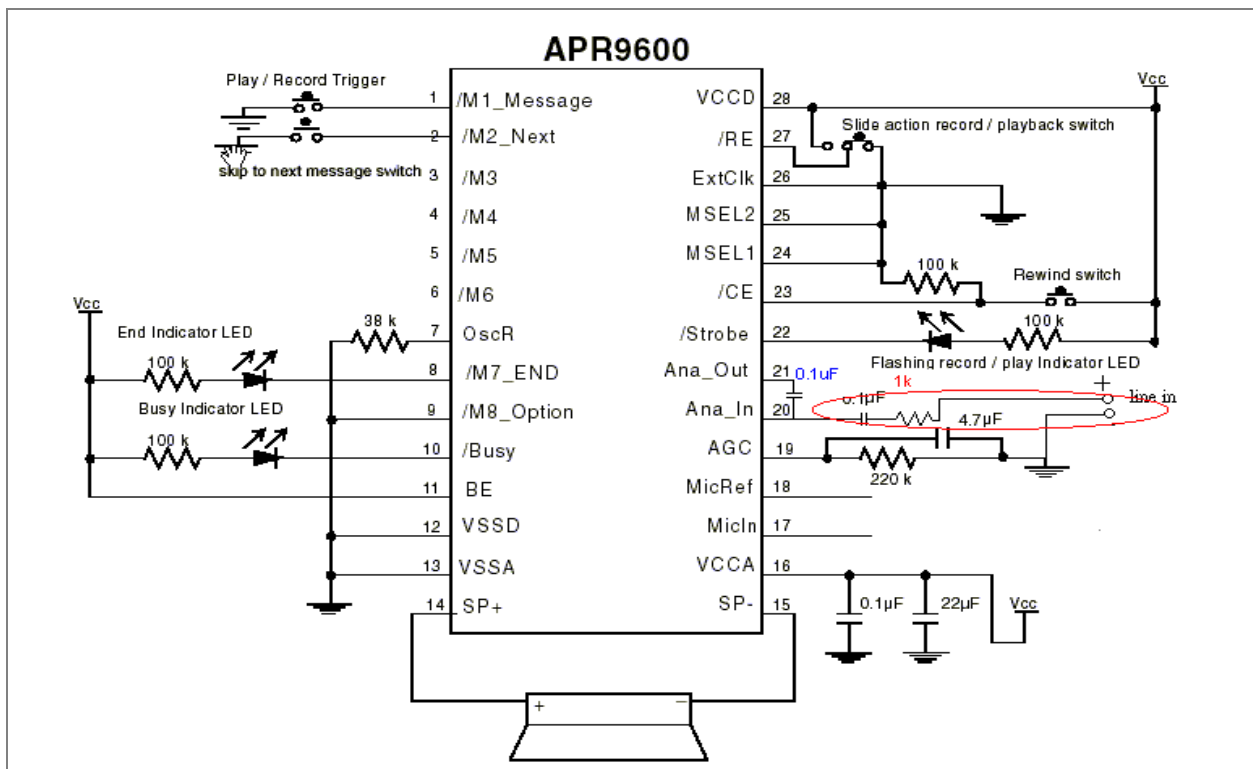 APR9600
Play / Record Trigger
Vcc
1
/M1_Message
VCCD
28
2
/M2_Next
/RE
27
Slide action record / playback switch
skip to next message switch
3
/M3
ExtClk
26
4
/M4
MSEL2
25
5
/M5
MSEL1
24
100 k
Rewind switch
6
/M6
/CE
23
Vcc
End Indicator LED
38 k
7
OscR
/Strobe
22
100 k
Flashing record / play Indicator LED
100 k
8
/M7_END
Ana_Out
21
0.1uF
1k
+
Busy Indicator LED
9
/M8_Option
Ana_In
20
0.1µF
line in
4.7µF
100 k
10
/Busy
AGC
19
220 k
11
BE
MicRef
18
12
VSSD
MicIn
17
13
VSSA
VCCA
16
14
SP+
SP-
15
0.1µF
22µF
Vcc
+
−